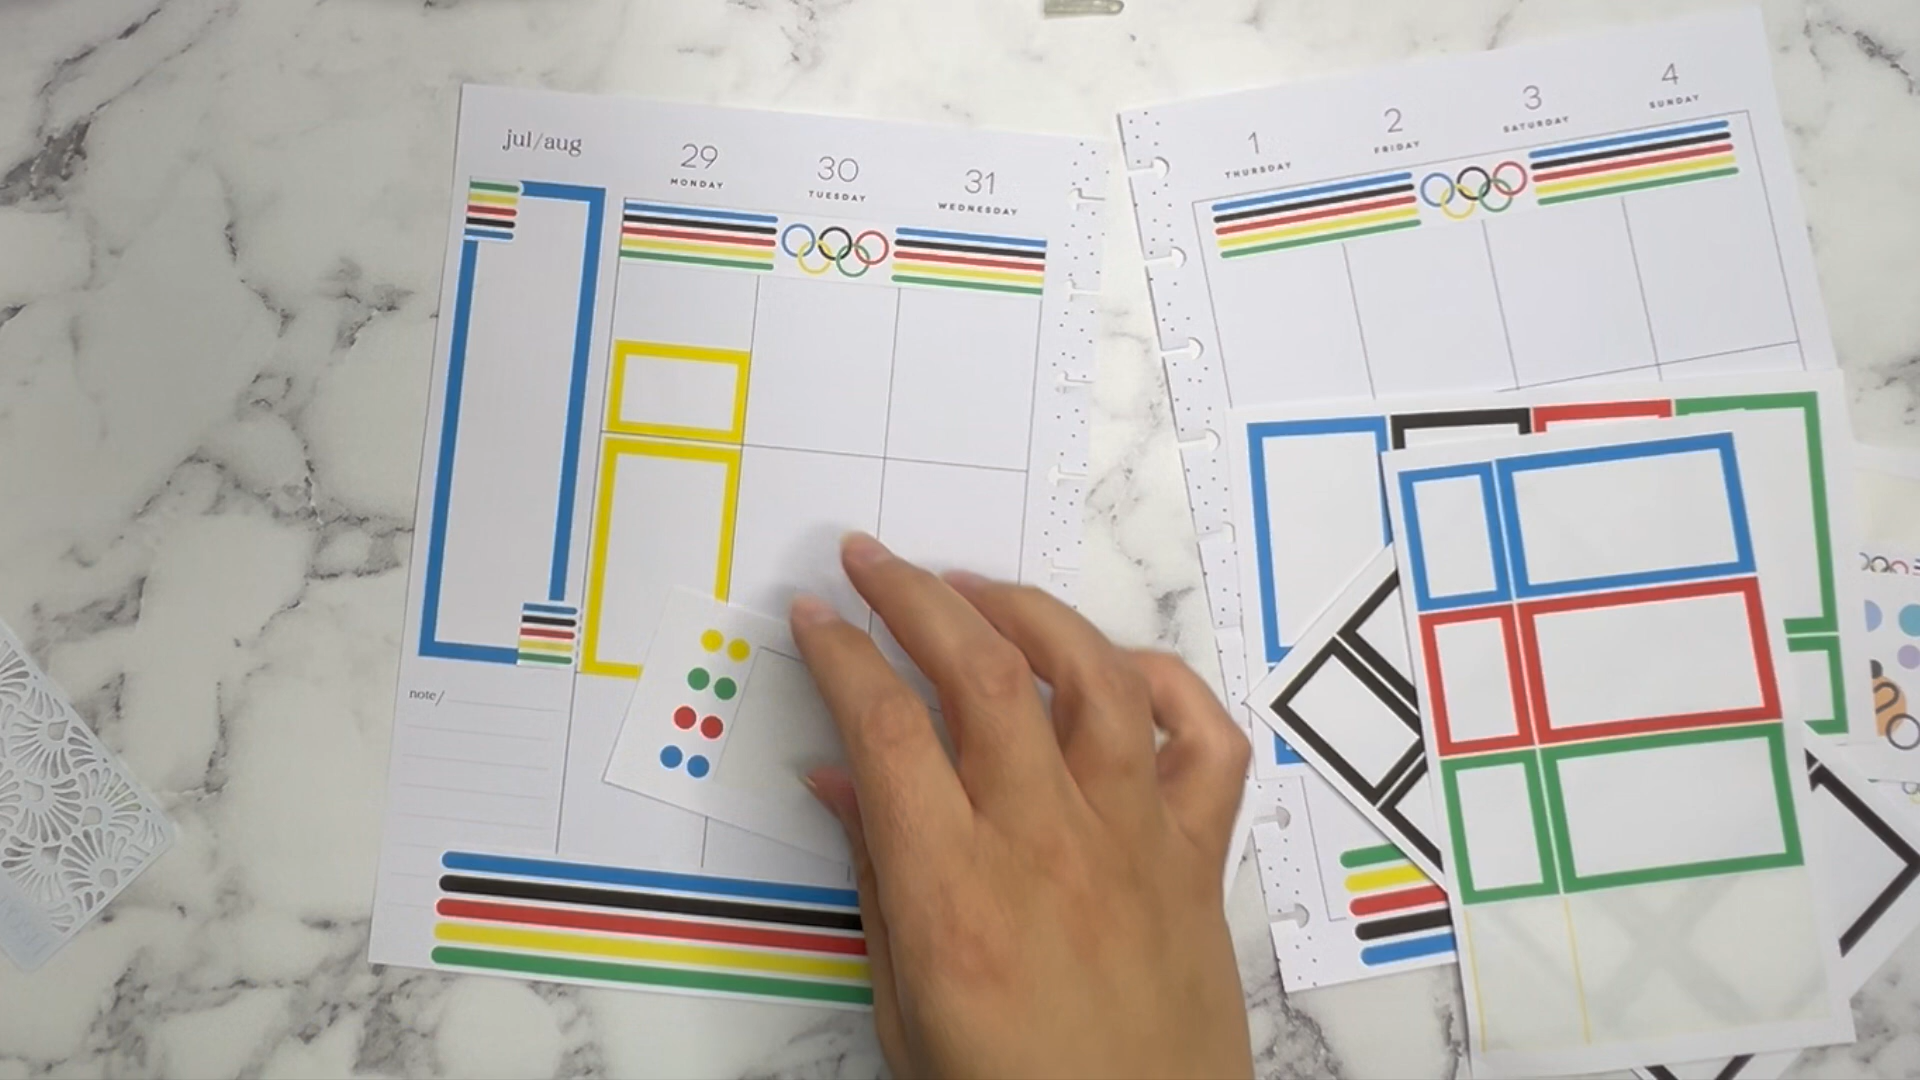 jul/aug
29
MONDAY
30
TUESDAY
31
WEDNESDAY
1
THURSDAY
2
FRIDAY
3
SATURDAY
4
SUNDAY
note/